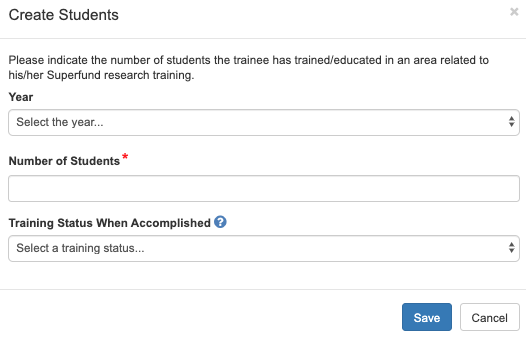 Create Students
×
Please indicate the number of students the trainee has trained/educated in an area related to
his/her Superfund research training.
Year
Select the year...
Number of Students*
Training Status When Accomplished ?
Select a training status...
Save Cancel